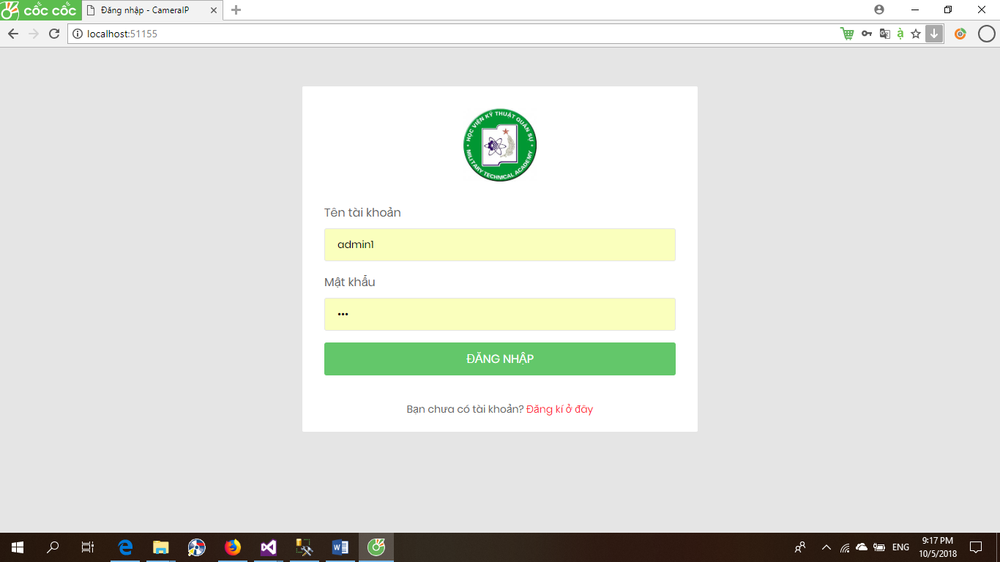 cốc cốc
Đăng nhập - CameraIP
localhost:51155
HỌC VIỆN KỸ THUẬT QUÂN SỰ
MILITARY TECHNICAL ACADEMY
Tên tài khoản
admin1
Mật khẩu
•••
ĐĂNG NHẬP
Bạn chưa có tài khoản? Đăng kí ở đây
ENG
9:17 PM
10/5/2018